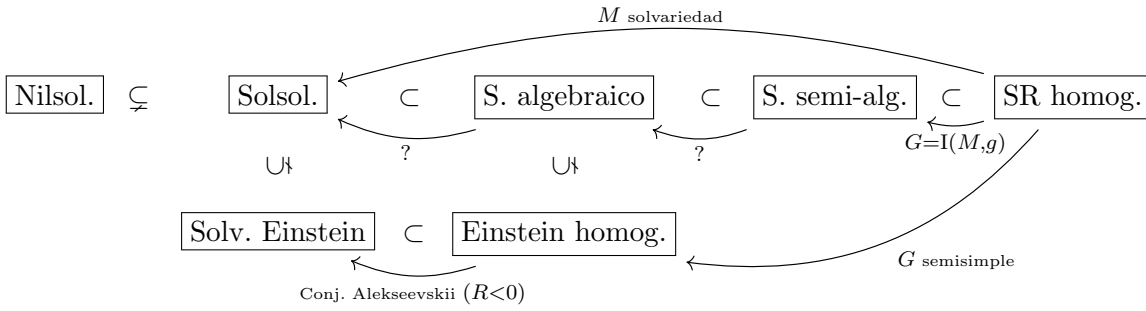 M solvariedad
Nilsol. ⊊ Solsol. ⊂ S. algebraico ⊂ S. semi-alg. ⊂ SR homog.
? ? G=I(M,g)
∪∤ ∪∤
Solv. Einstein ⊂ Einstein homog.
G semisimple
Conj. Alekseevskii (R<0)